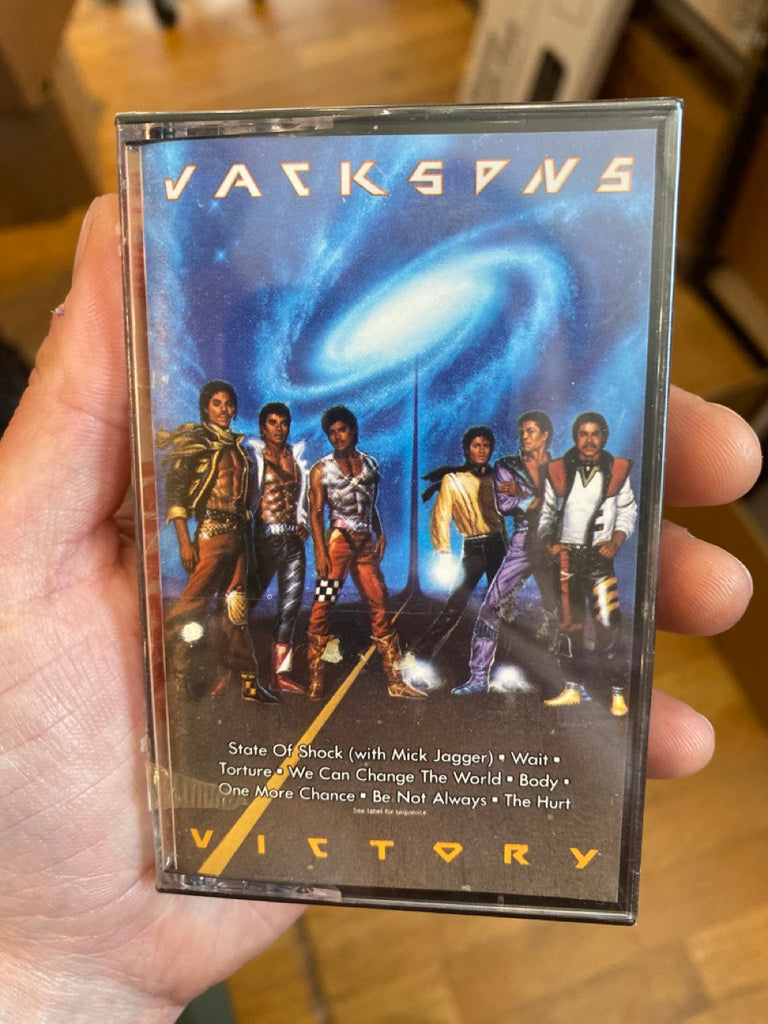 JACKSONS
State Of Shock (with Mick Jagger) ▪ Wait ▪
Torture ▪ We Can Change The World ▪ Body ▪
One More Chance ▪ Be Not Always ▪ The Hurt
See label for sequence
VICTORY